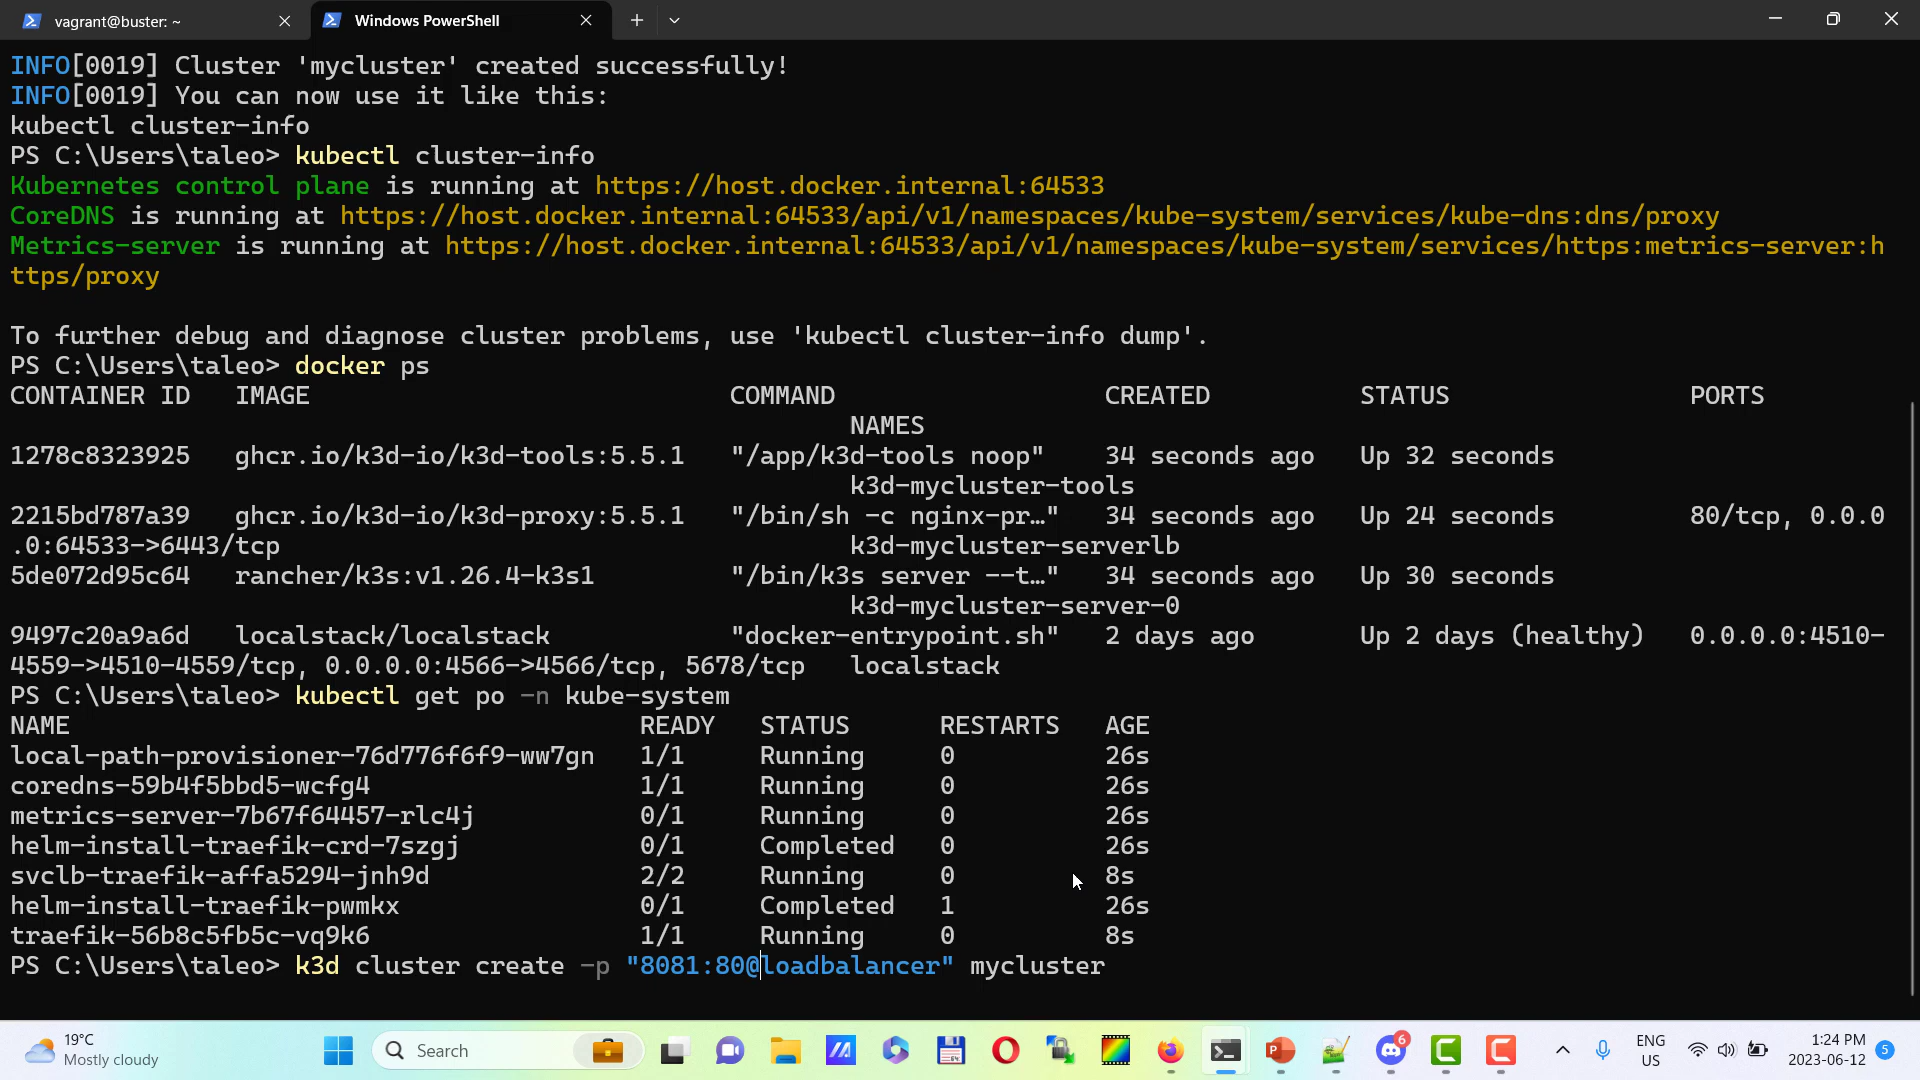 vagrant@buster: ~
Windows PowerShell
INFO[0019] Cluster 'mycluster' created successfully!
INFO[0019] You can now use it like this:
kubectl cluster-info
PS C:\Users\taleo> kubectl cluster-info
Kubernetes control plane is running at https://host.docker.internal:64533
CoreDNS is running at https://host.docker.internal:64533/api/v1/namespaces/kube-system/services/kube-dns:dns/proxy
Metrics-server is running at https://host.docker.internal:64533/api/v1/namespaces/kube-system/services/https:metrics-server:h
ttps/proxy
To further debug and diagnose cluster problems, use 'kubectl cluster-info dump'.
PS C:\Users\taleo> docker ps
CONTAINER ID   IMAGE                            COMMAND                  CREATED          STATUS                PORTS
NAMES
1278c8323925   ghcr.io/k3d-io/k3d-tools:5.5.1   "/app/k3d-tools noop"    34 seconds ago   Up 32 seconds
k3d-mycluster-tools
2215bd787a39   ghcr.io/k3d-io/k3d-proxy:5.5.1   "/bin/sh -c nginx-pr…"   34 seconds ago   Up 24 seconds         80/tcp, 0.0.0
.0:64533->6443/tcp                      k3d-mycluster-serverlb
5de072d95c64   rancher/k3s:v1.26.4-k3s1         "/bin/k3s server --t…"   34 seconds ago   Up 30 seconds
k3d-mycluster-server-0
9497c20a9a6d   localstack/localstack            "docker-entrypoint.sh"   2 days ago       Up 2 days (healthy)   0.0.0.0:4510-
4559->4510-4559/tcp, 0.0.0.0:4566->4566/tcp, 5678/tcp   localstack
PS C:\Users\taleo> kubectl get po -n kube-system
NAME                                      READY   STATUS      RESTARTS   AGE
local-path-provisioner-76d776f6f9-ww7gn   1/1     Running     0          26s
coredns-59b4f5bbd5-wcfg4                  1/1     Running     0          26s
metrics-server-7b67f64457-rlc4j           0/1     Running     0          26s
helm-install-traefik-crd-7szgj            0/1     Completed   0          26s
svclb-traefik-affa5294-jnh9d              2/2     Running     0          8s
helm-install-traefik-pwmkx                0/1     Completed   1          26s
traefik-56b8c5fb5c-vq9k6                  1/1     Running     0          8s
PS C:\Users\taleo> k3d cluster create -p "8081:80@loadbalancer" mycluster
19°C
Mostly cloudy
Search
64
6
ENG
US
1:24 PM
2023-06-12
5